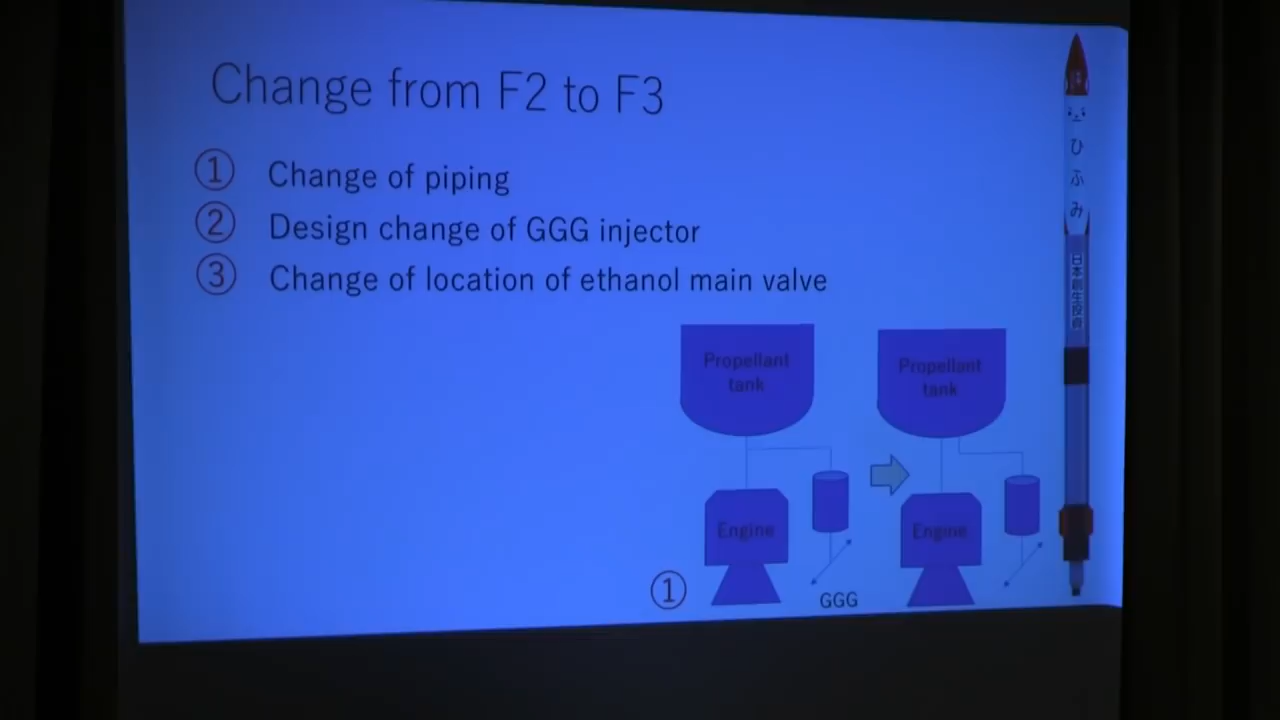 Change from F2 to F3
① Change of piping
② Design change of GGG injector
③ Change of location of ethanol main valve
Propellant
tank
Propellant
tank
Engine
Engine
①
GGG
ひ
ふ
み